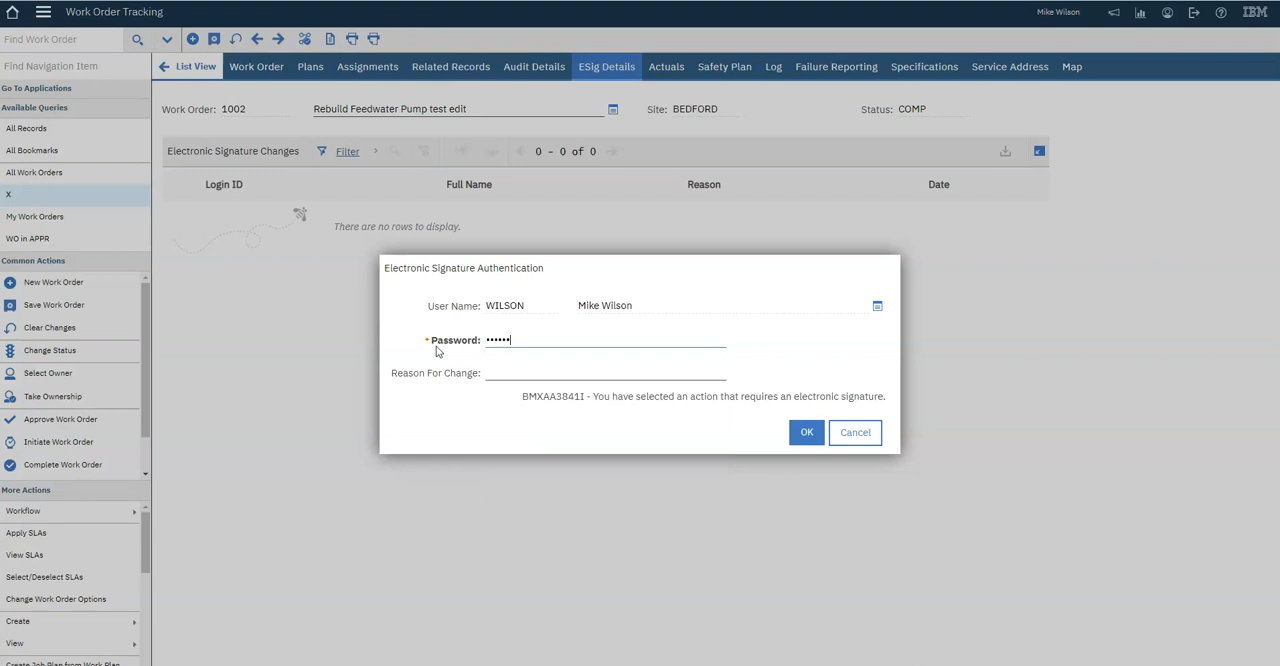 Work Order Tracking
Mike Wilson
IBM
Find Work Order
Find Navigation Item
Go To Applications
Available Queries
All Records
All Bookmarks
All Work Orders
X
My Work Orders
WO in APPR
Common Actions
New Work Order
Save Work Order
Clear Changes
Change Status
Select Owner
Take Ownership
Approve Work Order
Initiate Work Order
Complete Work Order
More Actions
Workflow
Apply SLAs
View SLAs
Select/Deselect SLAs
Change Work Order Options
Create
View
Create Job Plan from Work Plan
List View Work Order Plans Assignments Related Records Audit Details ESig Details Actuals Safety Plan Log Failure Reporting Specifications Service Address Map
Work Order: 1002 Rebuild Feedwater Pump test edit Site: BEDFORD Status: COMP
Electronic Signature Changes Filter 0 - 0 of 0
Login ID Full Name Reason Date
There are no rows to display.
Electronic Signature Authentication
User Name: WILSON Mike Wilson
* Password: ••••••
Reason For Change:
BMXAA3841I - You have selected an action that requires an electronic signature.
OK Cancel